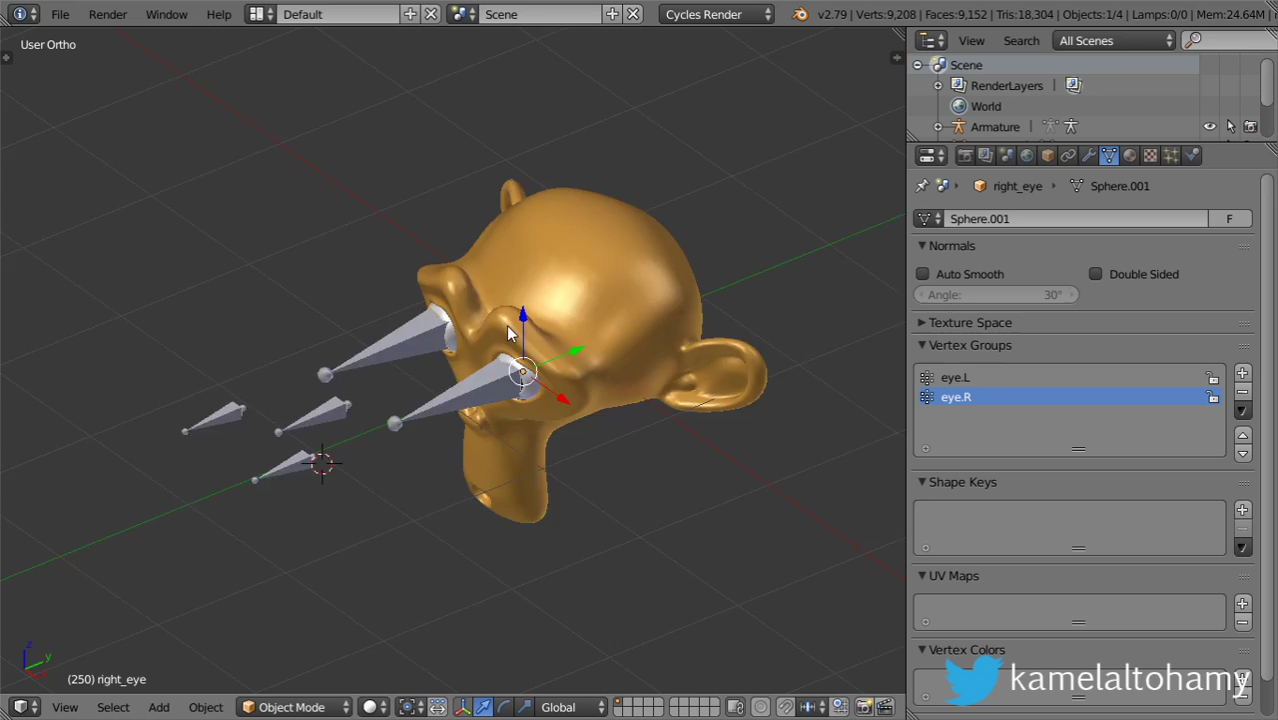 File Render Window Help Default Scene Cycles Render v2.79 | Verts:9,208 | Faces:9,152 | Tris:18,304 | Objects:1/4 | Lamps:0/0 | Mem:24.64M |
User Ortho
View Search All Scenes
Scene
RenderLayers
World
Armature
right_eye Sphere.001
Sphere.001 F
Normals
Auto Smooth Double Sided
Angle: 30°
Texture Space
Vertex Groups
eye.L
eye.R
Shape Keys
UV Maps
Vertex Colors
kamelaltohamy
z
y
x
(250) right_eye
View Select Add Object Object Mode Global